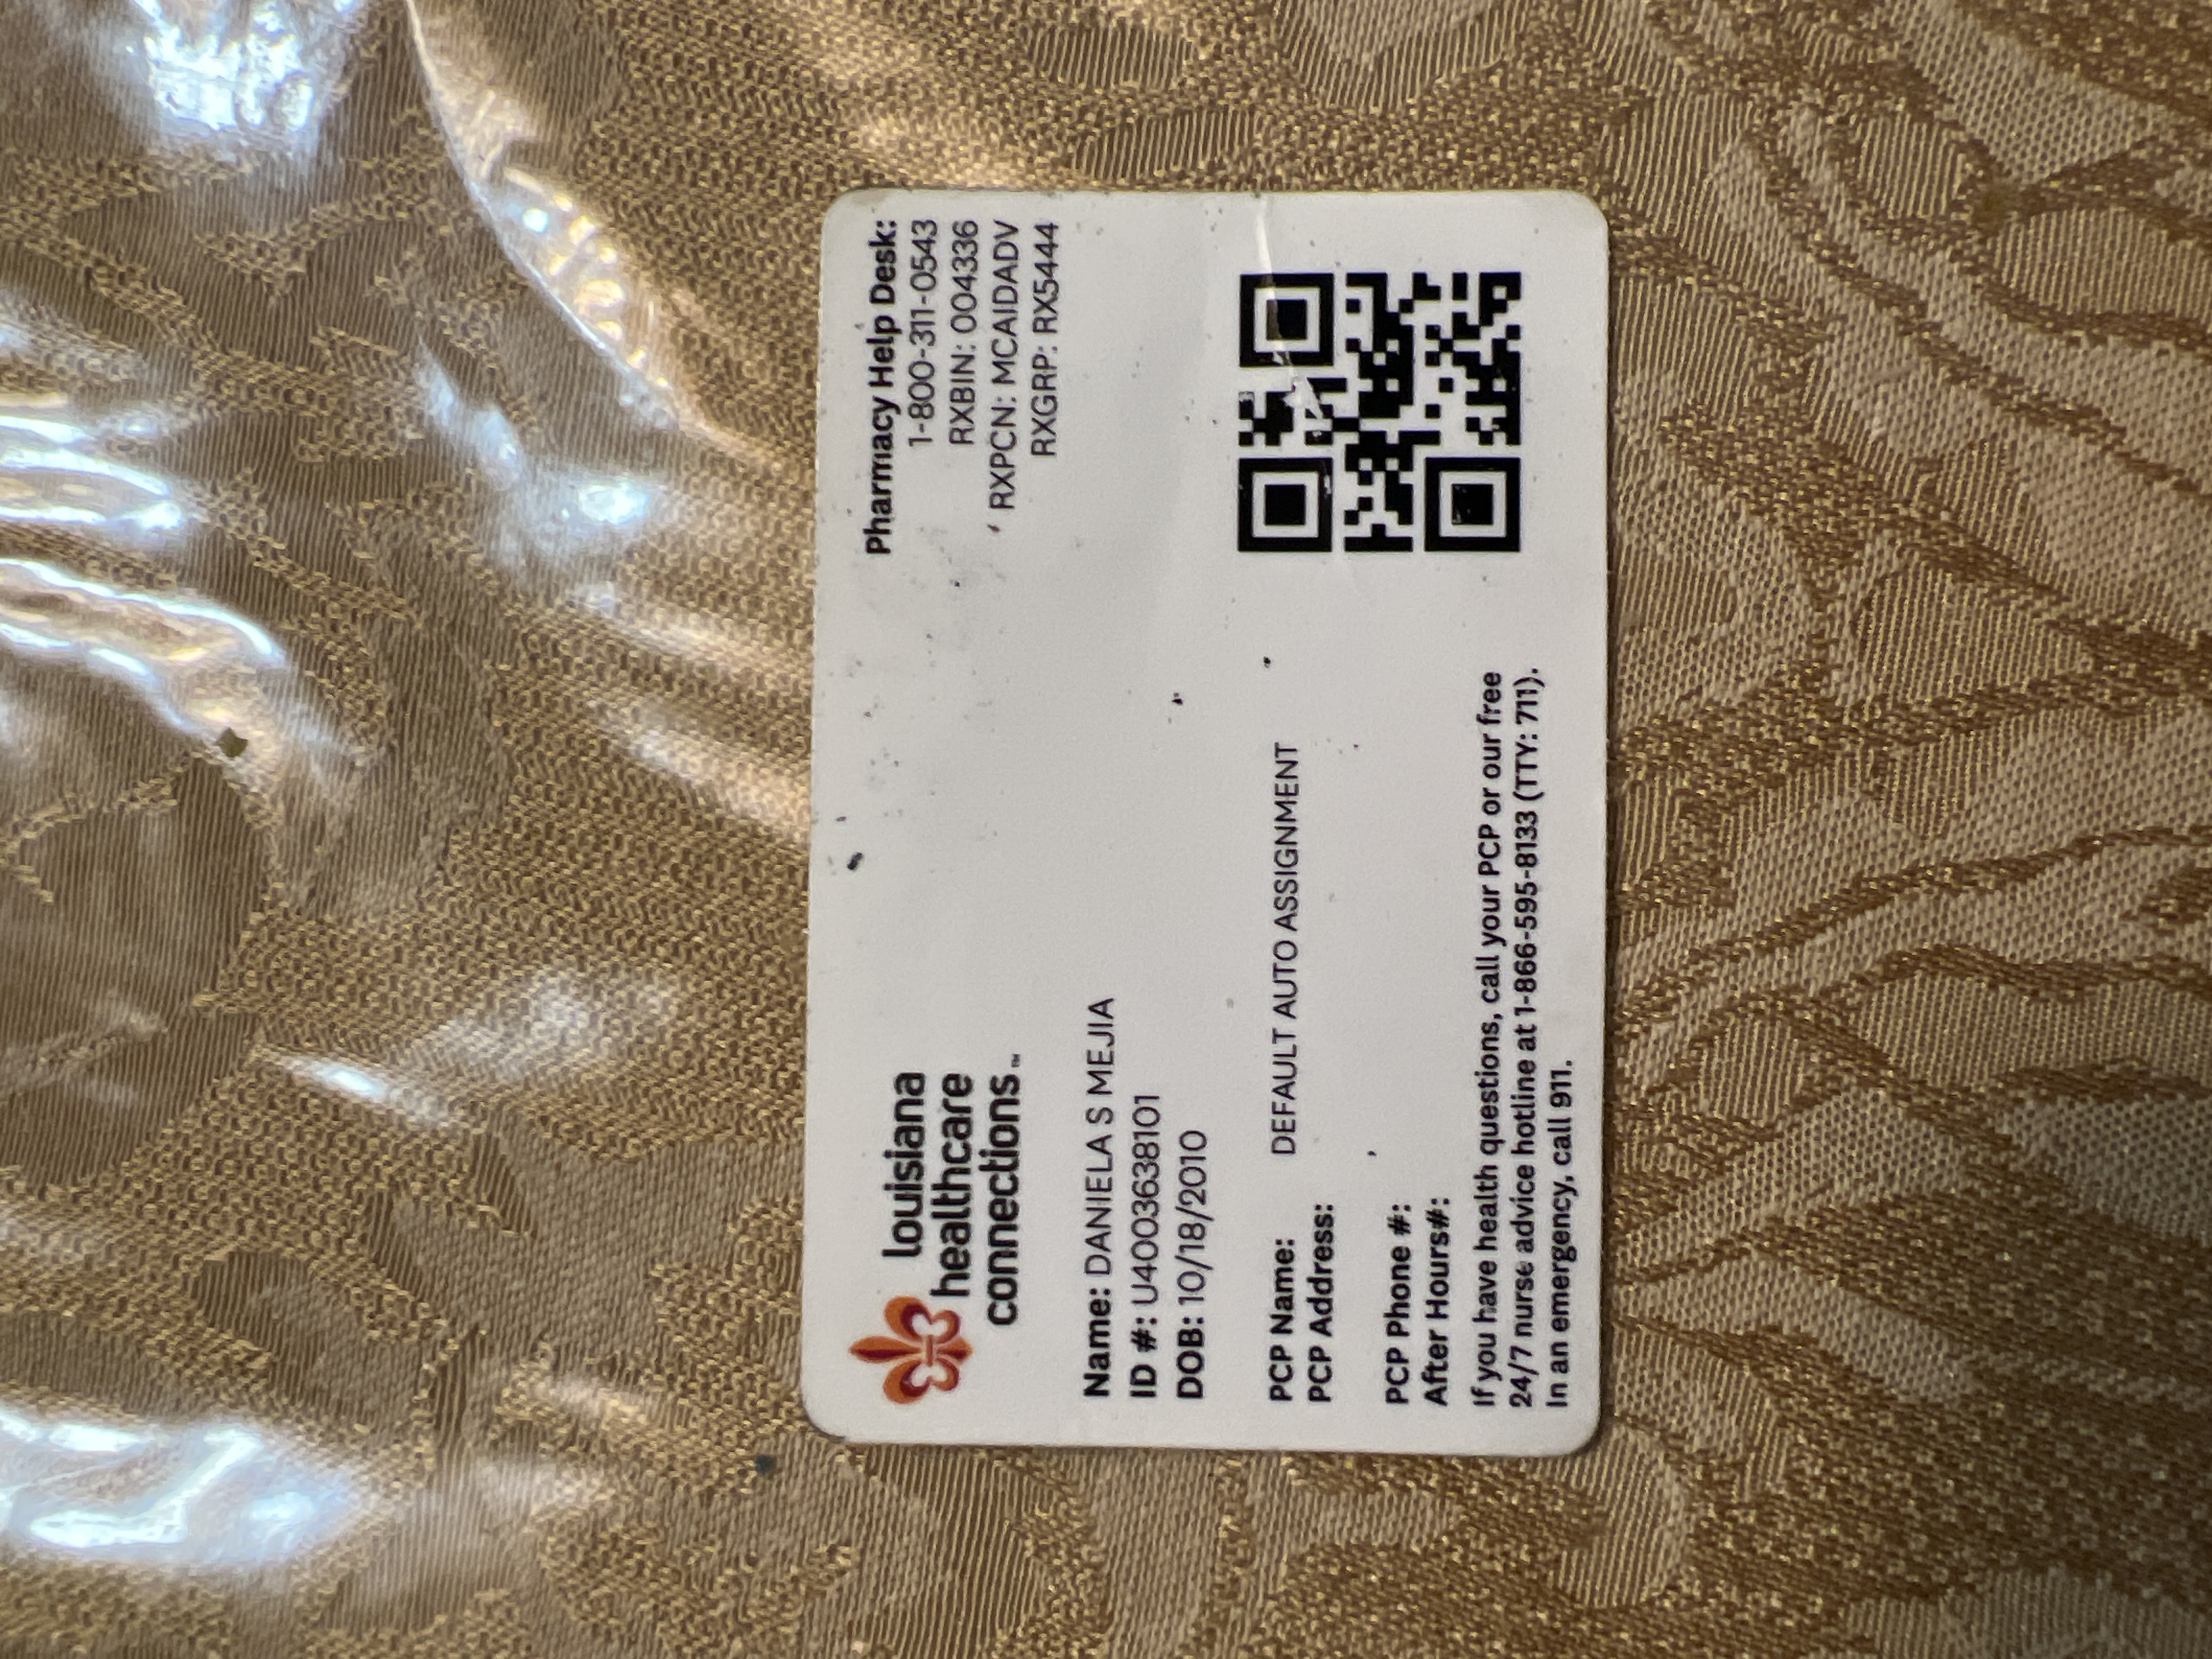 louisiana
healthcare
connections™
Pharmacy Help Desk:
1-800-311-0543
RXBIN: 004336
RXPCN: MCAIDADV
RXGRP: RX5444
Name: DANIELA S MEJIA
ID #: U4003638101
DOB: 10/18/2010
PCP Name: DEFAULT AUTO ASSIGNMENT
PCP Address:
PCP Phone #:
After Hours#:
If you have health questions, call your PCP or our free
24/7 nurse advice hotline at 1-866-595-8133 (TTY: 711).
In an emergency, call 911.